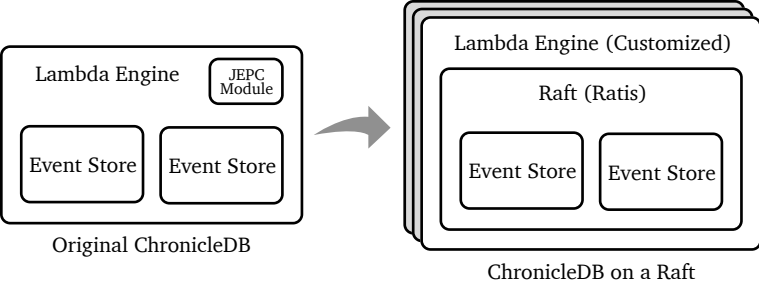 Lambda Engine
JEPC
Module
Event Store
Event Store
Original ChronicleDB
Lambda Engine (Customized)
Raft (Ratis)
Event Store
Event Store
ChronicleDB on a Raft